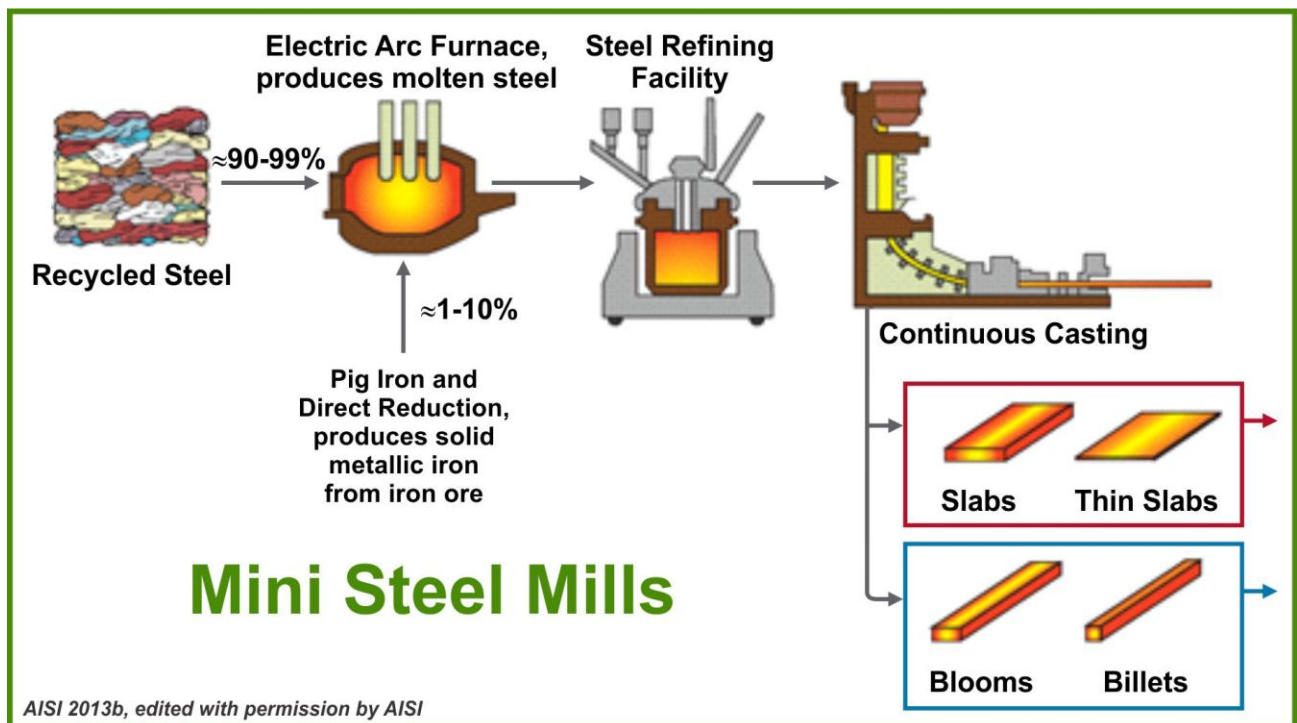 Electric Arc Furnace,
produces molten steel
Steel Refining
Facility
≈90-99%
Recycled Steel
≈1-10%
Pig Iron and
Direct Reduction,
produces solid
metallic iron
from iron ore
Continuous Casting
Slabs
Thin Slabs
Blooms
Billets
Mini Steel Mills
AISI 2013b, edited with permission by AISI